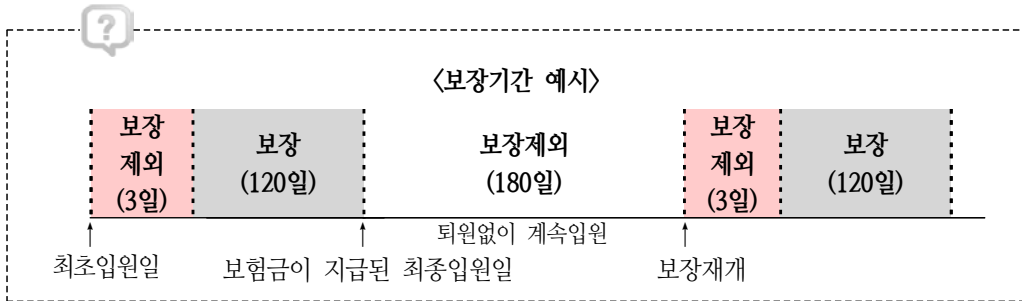 ?
〈보장기간 예시〉
보장
제외
(3일)
보장
(120일)
보장제외
(180일)
보장
제외
(3일)
보장
(120일)
퇴원없이 계속입원
최초입원일
보험금이 지급된 최종입원일
보장재개